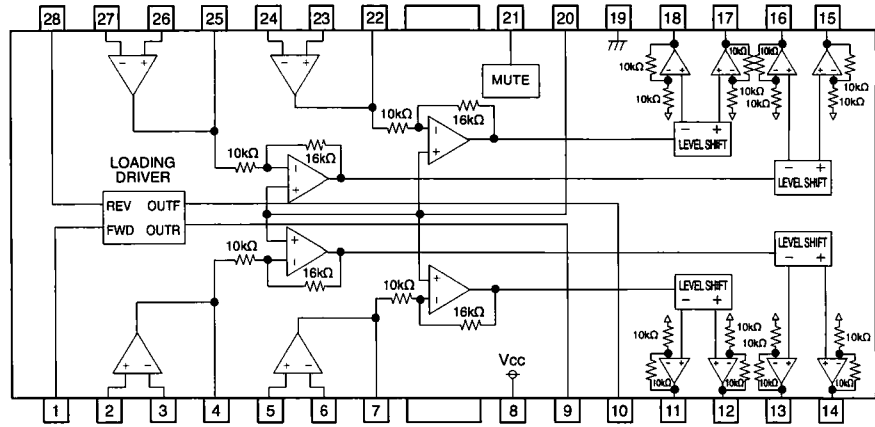 28 27 26 25 24 23 22 21 20 19 18 17 16 15
− + − +
MUTE
10kΩ 10kΩ 10kΩ 10kΩ
− + − + − + − +
10kΩ 10kΩ 10kΩ 10kΩ
10kΩ 16kΩ
− +
− +
LEVEL SHIFT
10kΩ 16kΩ
− +
− +
LEVEL SHIFT
LOADING
DRIVER
REV OUTF
FWD OUTR
10kΩ 16kΩ
+ −
LEVEL SHIFT
− +
10kΩ 16kΩ
+ −
LEVEL SHIFT
− +
10kΩ 10kΩ 10kΩ 10kΩ
+ − + −
Vcc
10kΩ 10kΩ 10kΩ 10kΩ
1 2 3 4 5 6 7 8 9 10 11 12 13 14